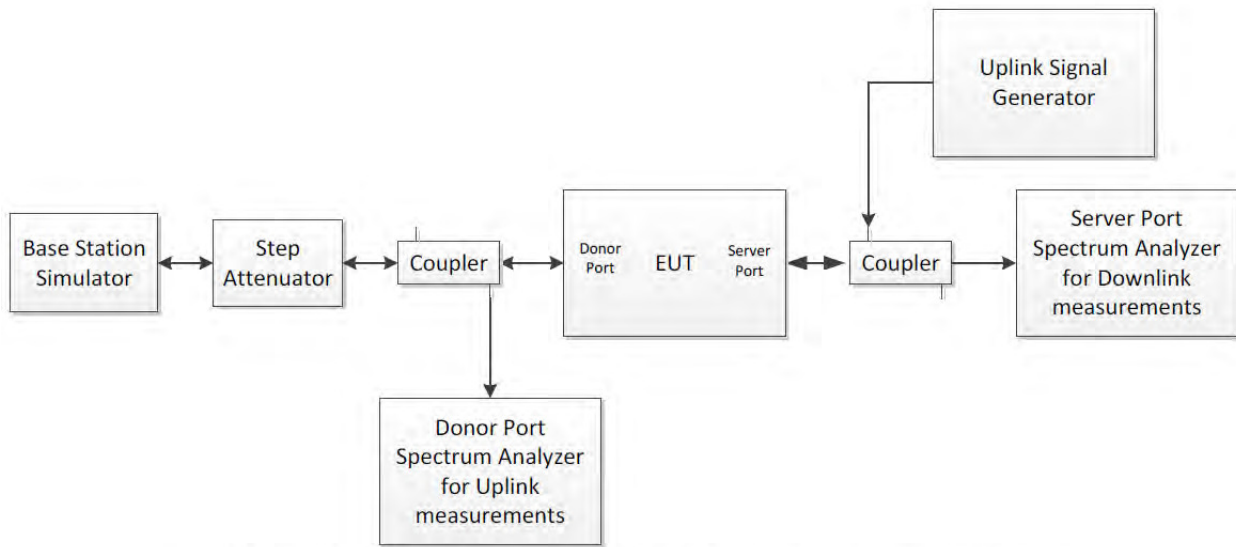 Uplink Signal
Generator
Base Station
Simulator
Step
Attenuator
Coupler
Donor
Port
EUT
Server
Port
Coupler
Server Port
Spectrum Analyzer
for Downlink
measurements
Donor Port
Spectrum Analyzer
for Uplink
measurements